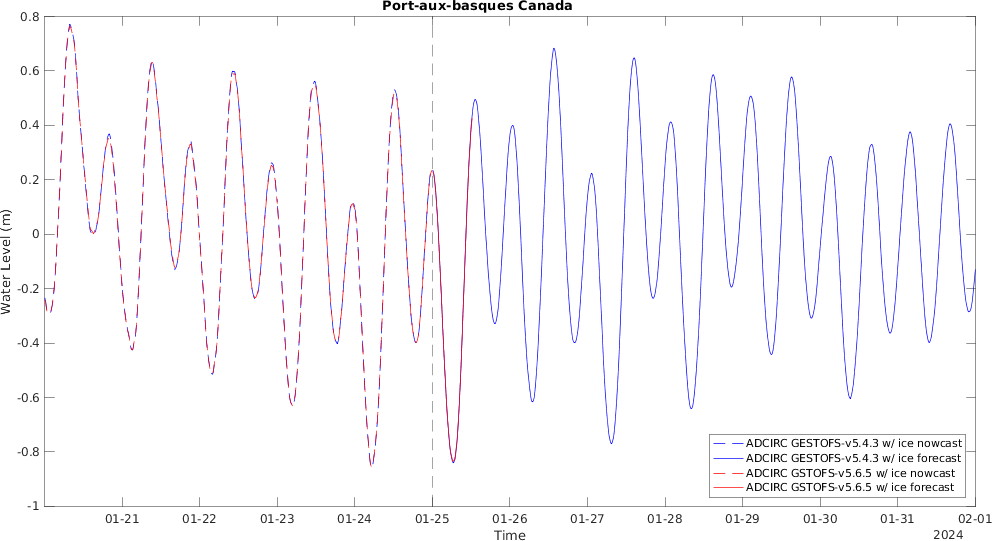 Port-aux-basques Canada
0.8
0.6
0.4
0.2
0
-0.2
-0.4
-0.6
-0.8
-1
Water Level (m)
01-21 01-22 01-23 01-24 01-25 01-26 01-27 01-28 01-29 01-30 01-31 02-01
Time
2024
ADCIRC GESTOFS-v5.4.3 w/ ice nowcast
ADCIRC GESTOFS-v5.4.3 w/ ice forecast
ADCIRC GSTOFS-v5.6.5 w/ ice nowcast
ADCIRC GSTOFS-v5.6.5 w/ ice forecast